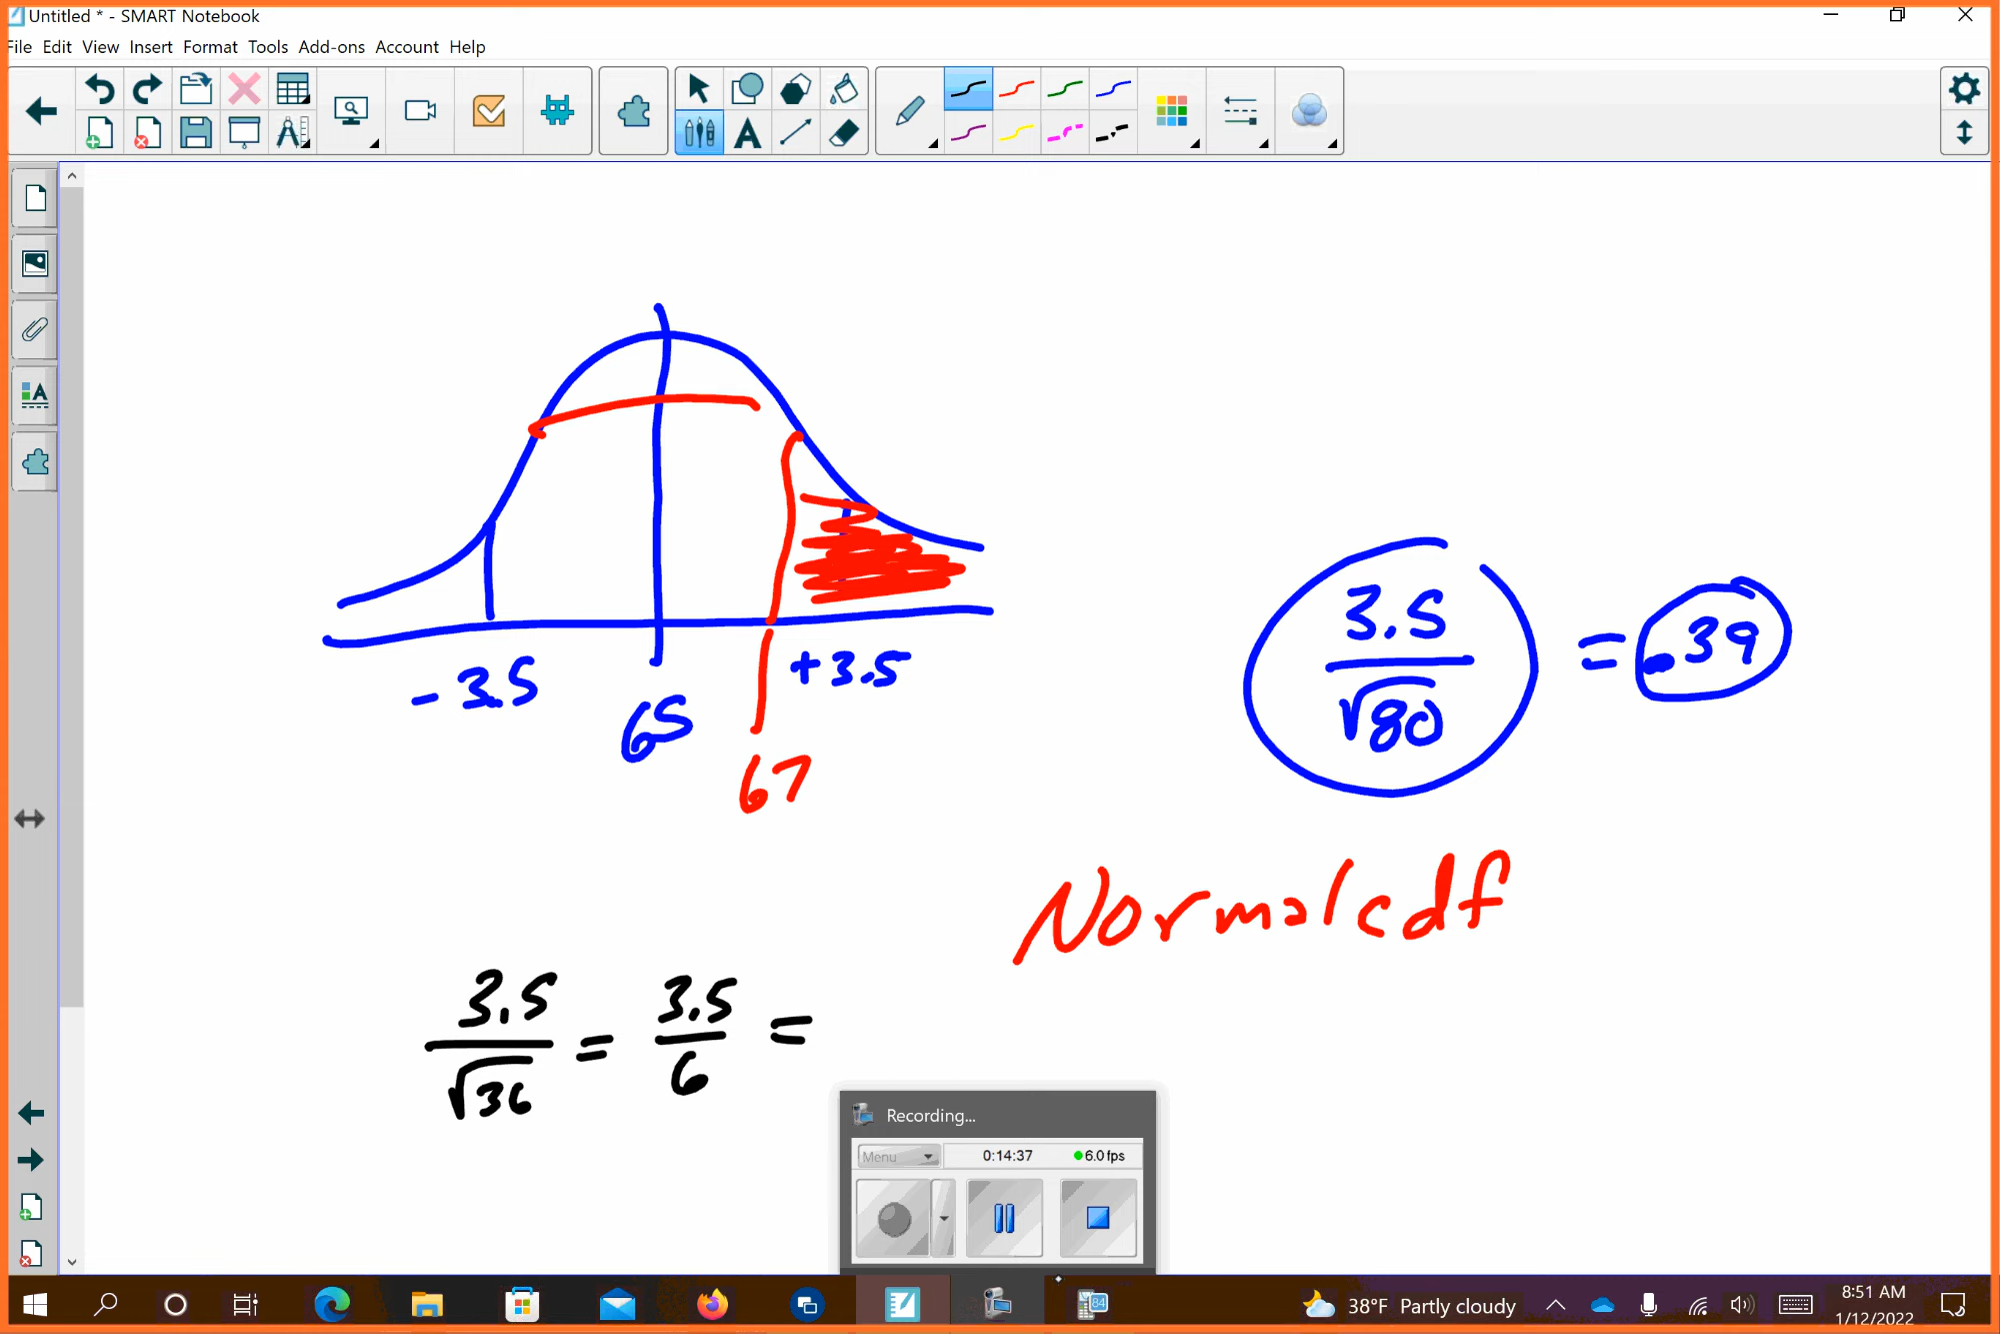 Untitled * - SMART Notebook
File Edit View Insert Format Tools Add-ons Account Help
-3.5
65
+3.5
67
3.5
√80
= .39
Normalcdf
3.5
√36
= 3.5
6
=
Recording...
Menu 0:14:37 6.0 fps
84
38°F Partly cloudy
8:51 AM
1/12/2022